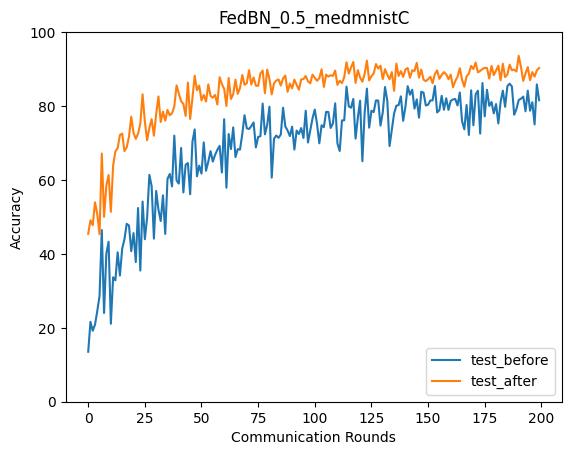 FedBN_0.5_medmnistC
100
80
60
40
20
0
Accuracy
0 25 50 75 100 125 150 175 200
Communication Rounds
test_before
test_after